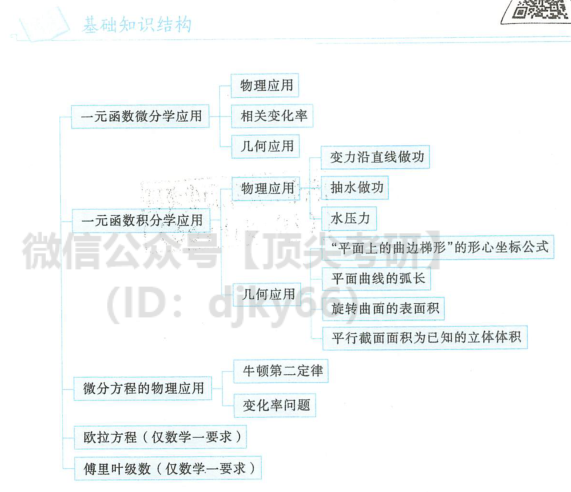 基础知识结构
物理应用
一元函数微分学应用
相关变化率
几何应用
变力沿直线做功
物理应用
抽水做功
一元函数积分学应用
水压力
"平面上的曲边梯形"的形心坐标公式
微信公众号【顶尖考研】
平面曲线的弧长
几何应用
(ID: djky66)
旋转曲面的表面积
平行截面面积为已知的立体体积
牛顿第二定律
微分方程的物理应用
变化率问题
欧拉方程(仅数学一要求)
傅里叶级数(仅数学一要求)